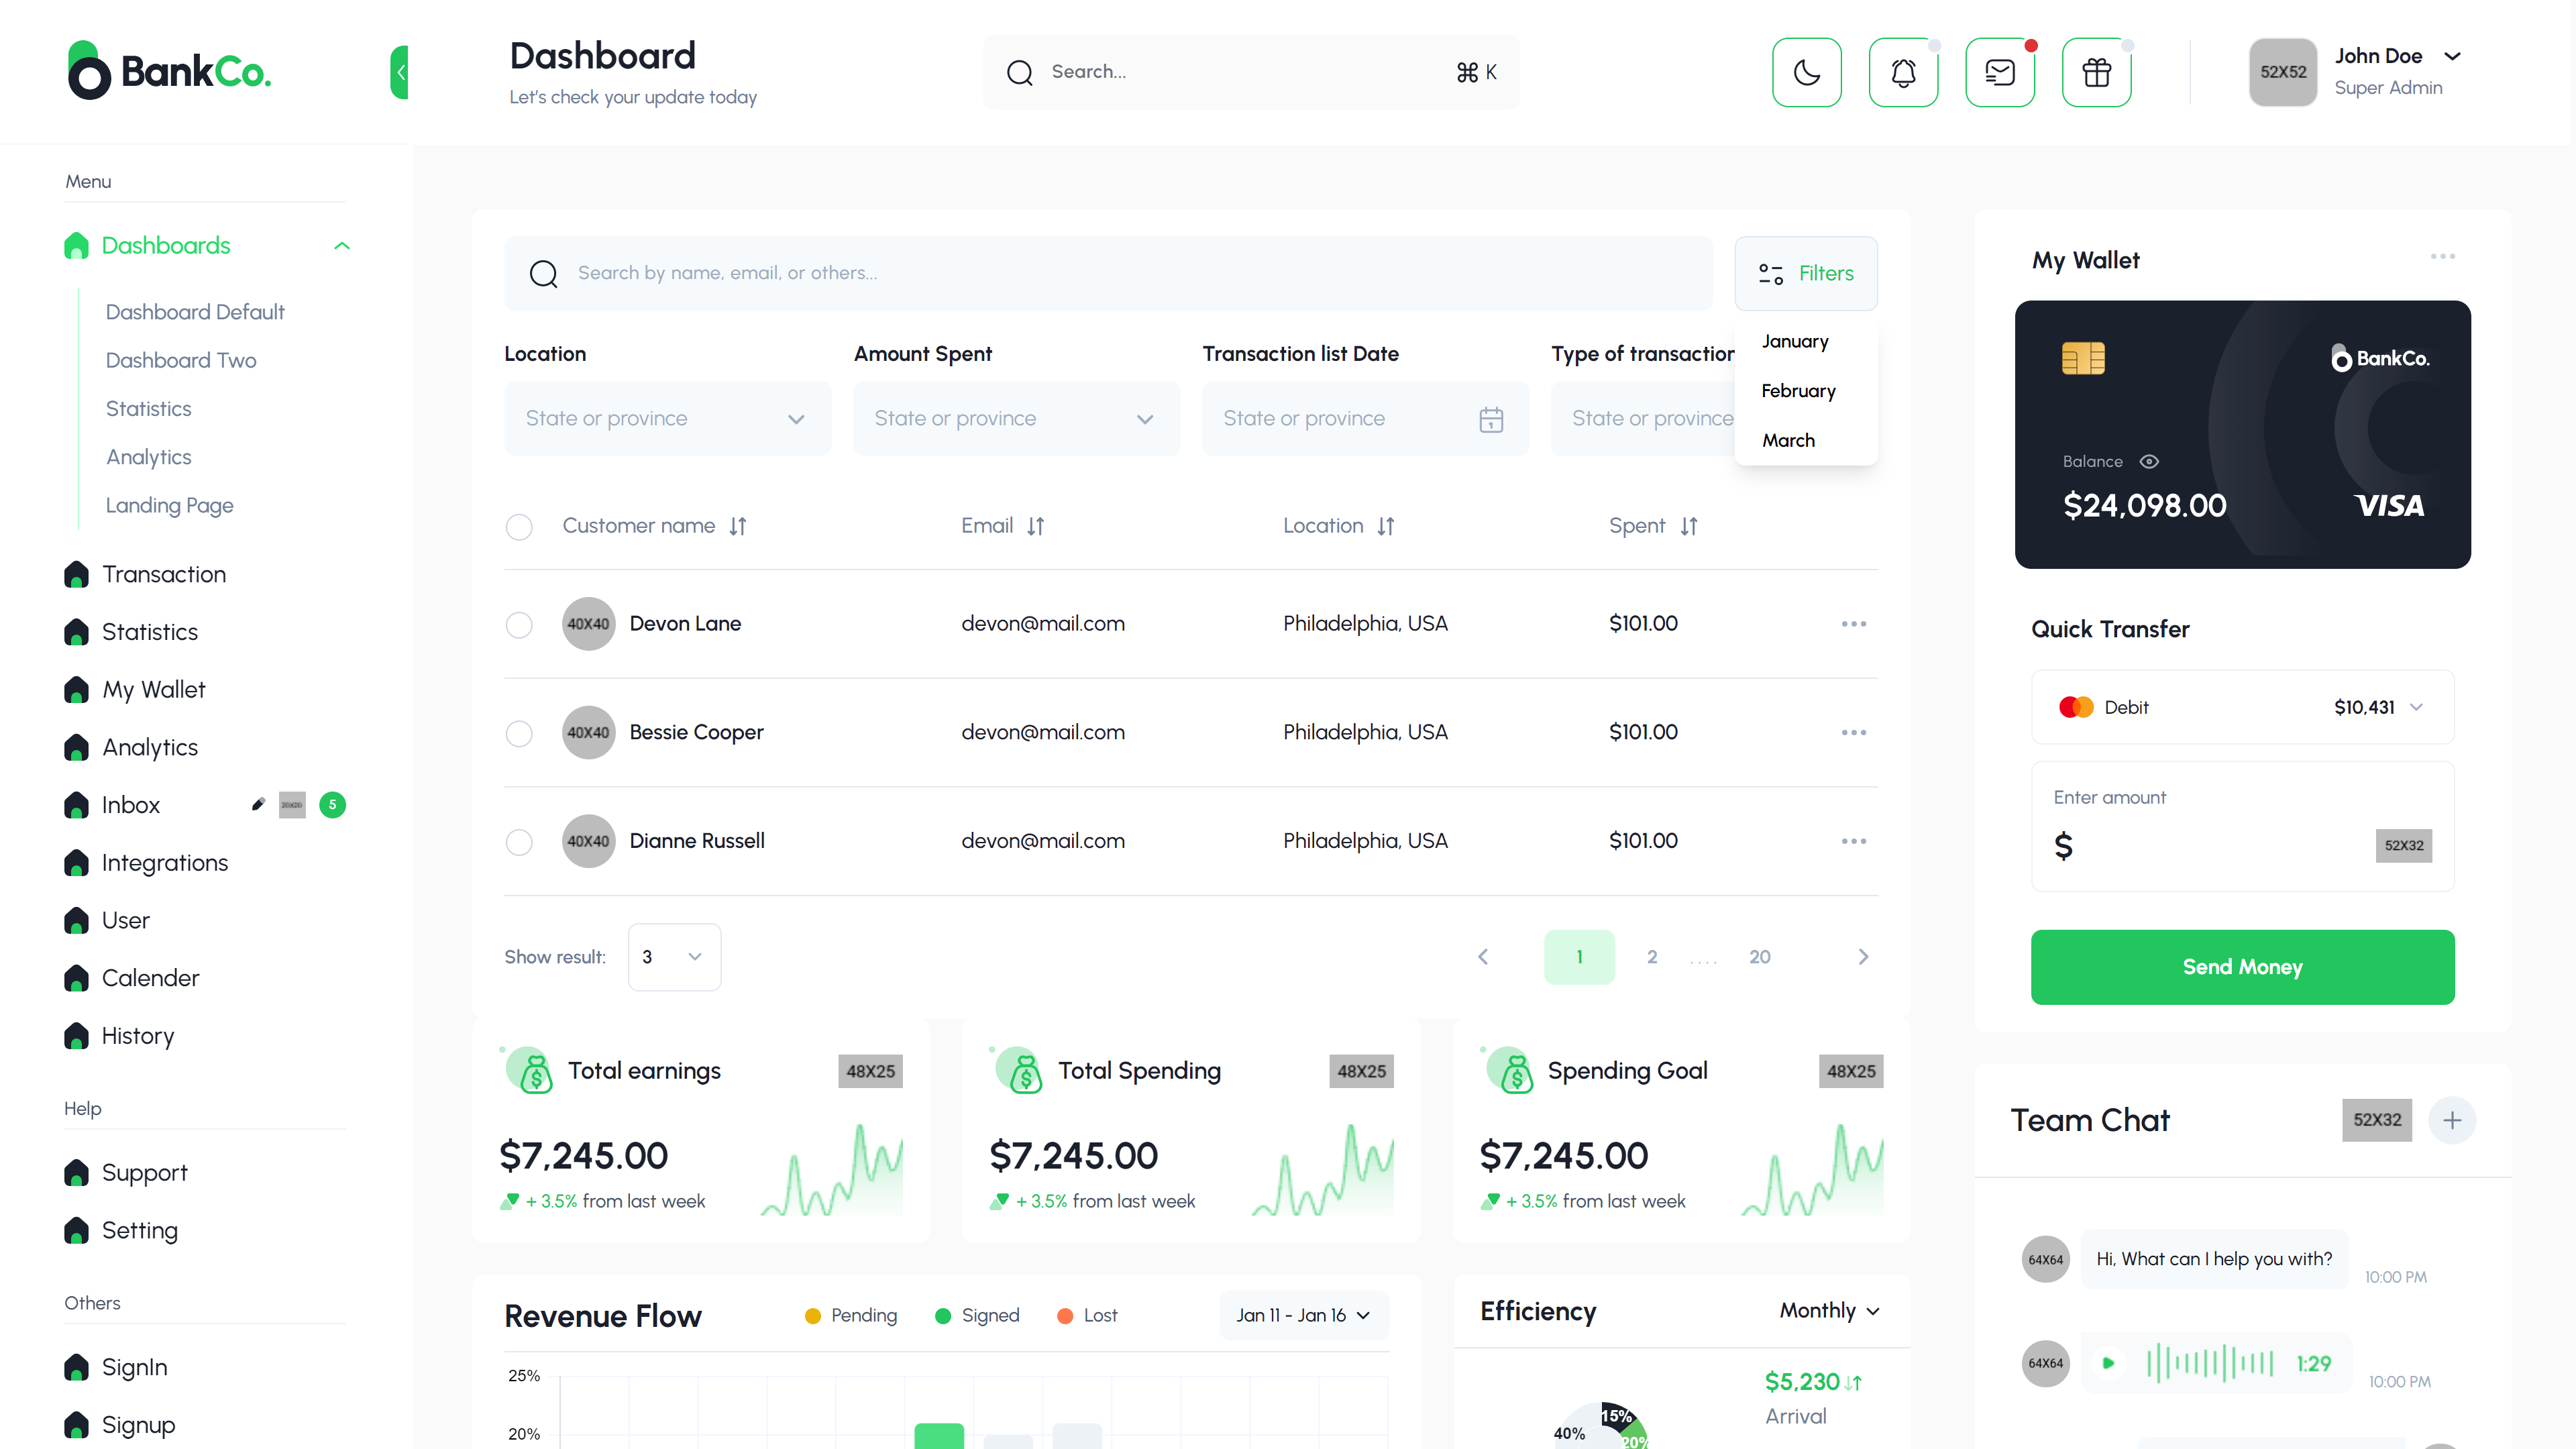 BankCo.
Dashboard
Let's check your update today
Search...
⌘ K
52X52
John Doe
Super Admin
Menu
Dashboards
Dashboard Default
Dashboard Two
Statistics
Analytics
Landing Page
Transaction
Statistics
My Wallet
Analytics
Inbox
5
Integrations
User
Calender
History
Help
Support
Setting
Others
SignIn
Signup
Search by name, email, or others...
Filters
January
February
March
Location
Amount Spent
Transaction list Date
Type of transaction
State or province
State or province
State or province
State or province
Customer name
Email
Location
Spent
40X40 Devon Lane devon@mail.com Philadelphia, USA $101.00
40X40 Bessie Cooper devon@mail.com Philadelphia, USA $101.00
40X40 Dianne Russell devon@mail.com Philadelphia, USA $101.00
Show result: 3
1 2 .... 20
Total earnings
48X25
$7,245.00
+ 3.5% from last week
Total Spending
48X25
$7,245.00
+ 3.5% from last week
Spending Goal
48X25
$7,245.00
+ 3.5% from last week
Revenue Flow
Pending
Signed
Lost
Jan 11 - Jan 16
25%
20%
Efficiency
Monthly
$5,230
Arrival
15%
40%
20%
My Wallet
BankCo.
Balance
$24,098.00
VISA
Quick Transfer
Debit
$10,431
Enter amount
$
52X32
Send Money
Team Chat
52X32
64X64
Hi, What can I help you with?
10:00 PM
64X64
1:29
10:00 PM